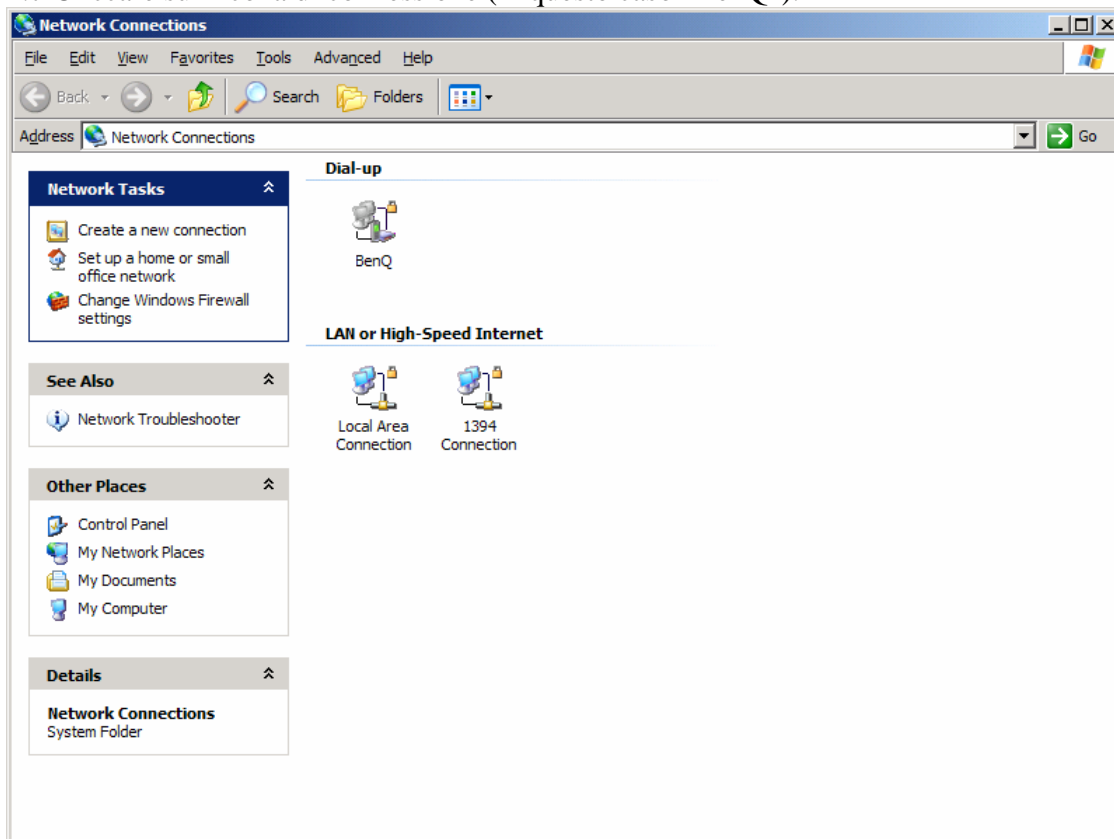 Network Connections
File Edit View Favorites Tools Advanced Help
Back Search Folders
Address Network Connections Go
Network Tasks
Create a new connection
Set up a home or small
office network
Change Windows Firewall
settings
See Also
Network Troubleshooter
Other Places
Control Panel
My Network Places
My Documents
My Computer
Details
Network Connections
System Folder
Dial-up
BenQ
LAN or High-Speed Internet
Local Area
Connection
1394
Connection